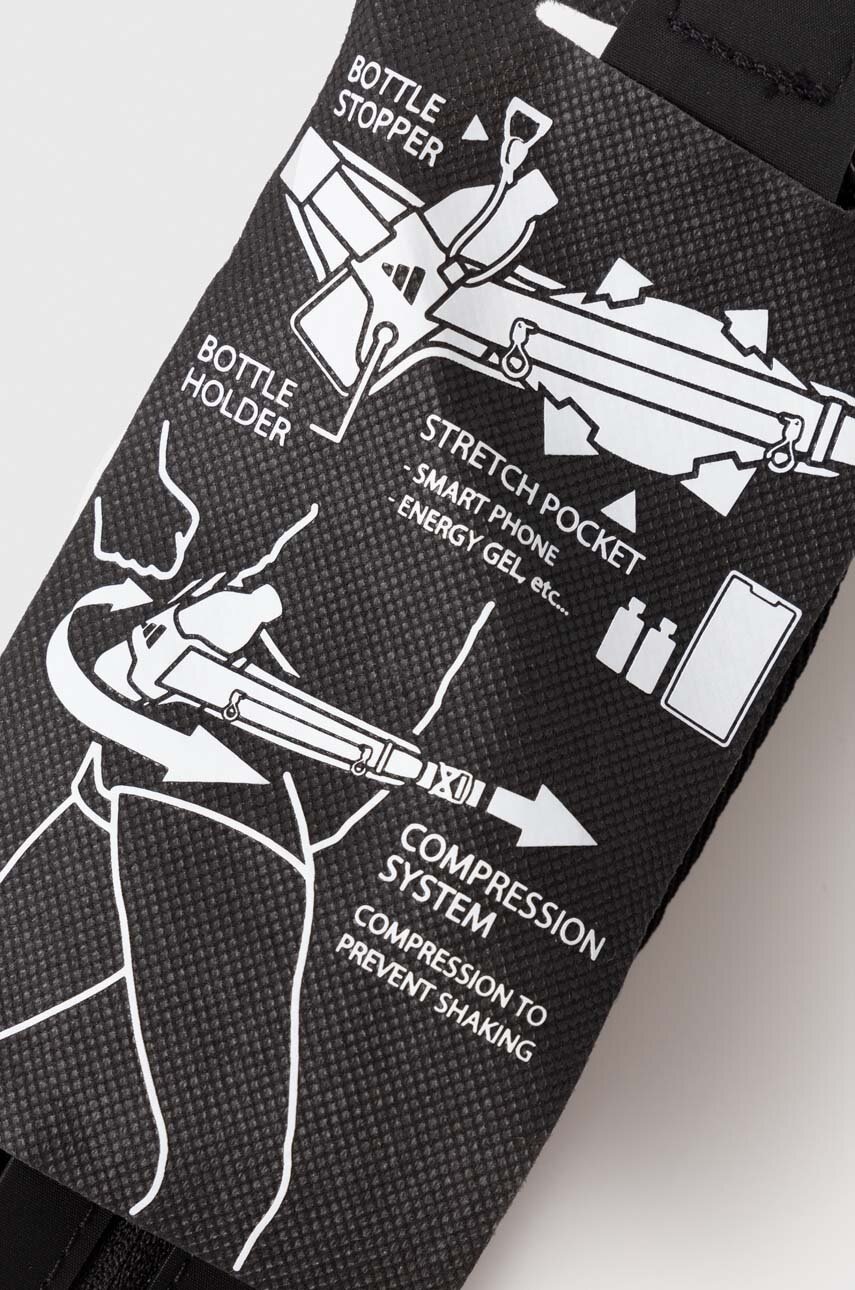 BOTTLE
STOPPER
BOTTLE
HOLDER
STRETCH POCKET
- SMART PHONE
- ENERGY GEL, etc...
COMPRESSION
SYSTEM
COMPRESSION TO
PREVENT SHAKING